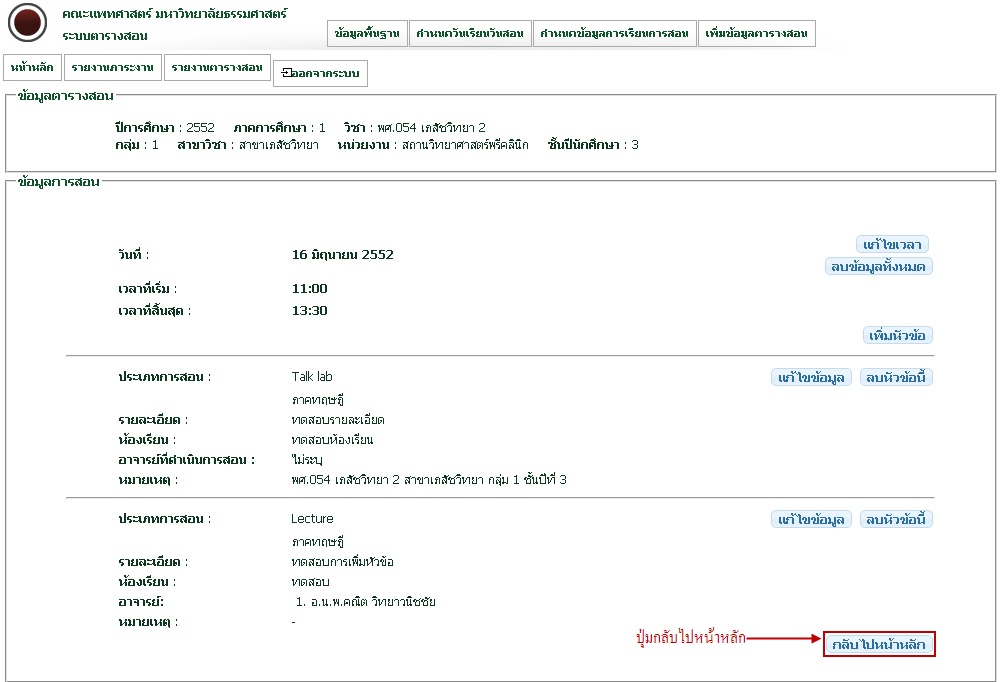 คณะแพทศาสตร์ มหาวิทยาลัยธรรมศาสตร์
ระบบตารางสอน
ข้อมูลพื้นฐาน กำหนดวันเรียนวันสอน กำหนดข้อมูลการเรียนการสอน เพิ่มข้อมูลตารางสอน
หน้าหลัก รายงานภาระงาน รายงานตารางสอน ออกจากระบบ
ข้อมูลตารางสอน
ปีการศึกษา : 2552 ภาคการศึกษา : 1 วิชา : พศ.054 เภสัชวิทยา 2
กลุ่ม : 1 สาขาวิชา : สาขาเภสัชวิทยา หน่วยงาน : สถานวิทยาศาสตร์พรีคลินิก ชั้นปีนักศึกษา : 3
ข้อมูลการสอน
วันที่ : 16 มิถุนายน 2552 แก้ไขเวลา
ลบข้อมูลทั้งหมด
เวลาที่เริ่ม : 11:00
เวลาที่สิ้นสุด : 13:30
เพิ่มหัวข้อ
ประเภทการสอน : Talk lab แก้ไขข้อมูล ลบหัวข้อนี้
ภาคทฤษฎี
รายละเอียด : ทดสอบรายละเอียด
ห้องเรียน : ทดสอบห้องเรียน
อาจารย์ที่ดำเนินการสอน : ไม่ระบุ
หมายเหตุ : พศ.054 เภสัชวิทยา 2 สาขาเภสัชวิทยา กลุ่ม 1 ชั้นปีที่ 3
ประเภทการสอน : Lecture แก้ไขข้อมูล ลบหัวข้อนี้
ภาคทฤษฎี
รายละเอียด : ทดสอบการเพิ่มหัวข้อ
ห้องเรียน : ทดสอบ
อาจารย์: 1. อ.น.พ.คณิต วิทยาวนิชชัย
หมายเหตุ : -
ปุ่มกลับไปหน้าหลัก กลับไปหน้าหลัก